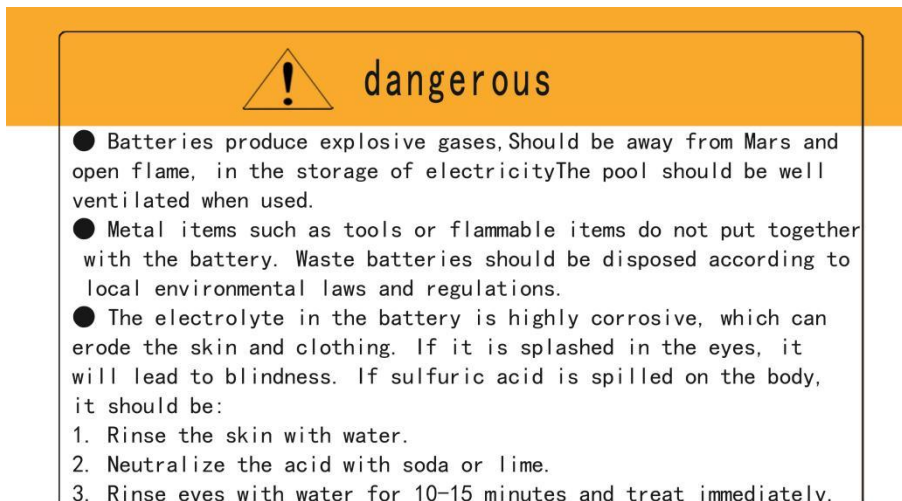 dangerous
● Batteries produce explosive gases,Should be away from Mars and
open flame, in the storage of electricityThe pool should be well
ventilated when used.
● Metal items such as tools or flammable items do not put together
with the battery. Waste batteries should be disposed according to
local environmental laws and regulations.
● The electrolyte in the battery is highly corrosive, which can
erode the skin and clothing. If it is splashed in the eyes, it
will lead to blindness. If sulfuric acid is spilled on the body,
it should be:
1. Rinse the skin with water.
2. Neutralize the acid with soda or lime.
3. Rinse eyes with water for 10-15 minutes and treat immediately.